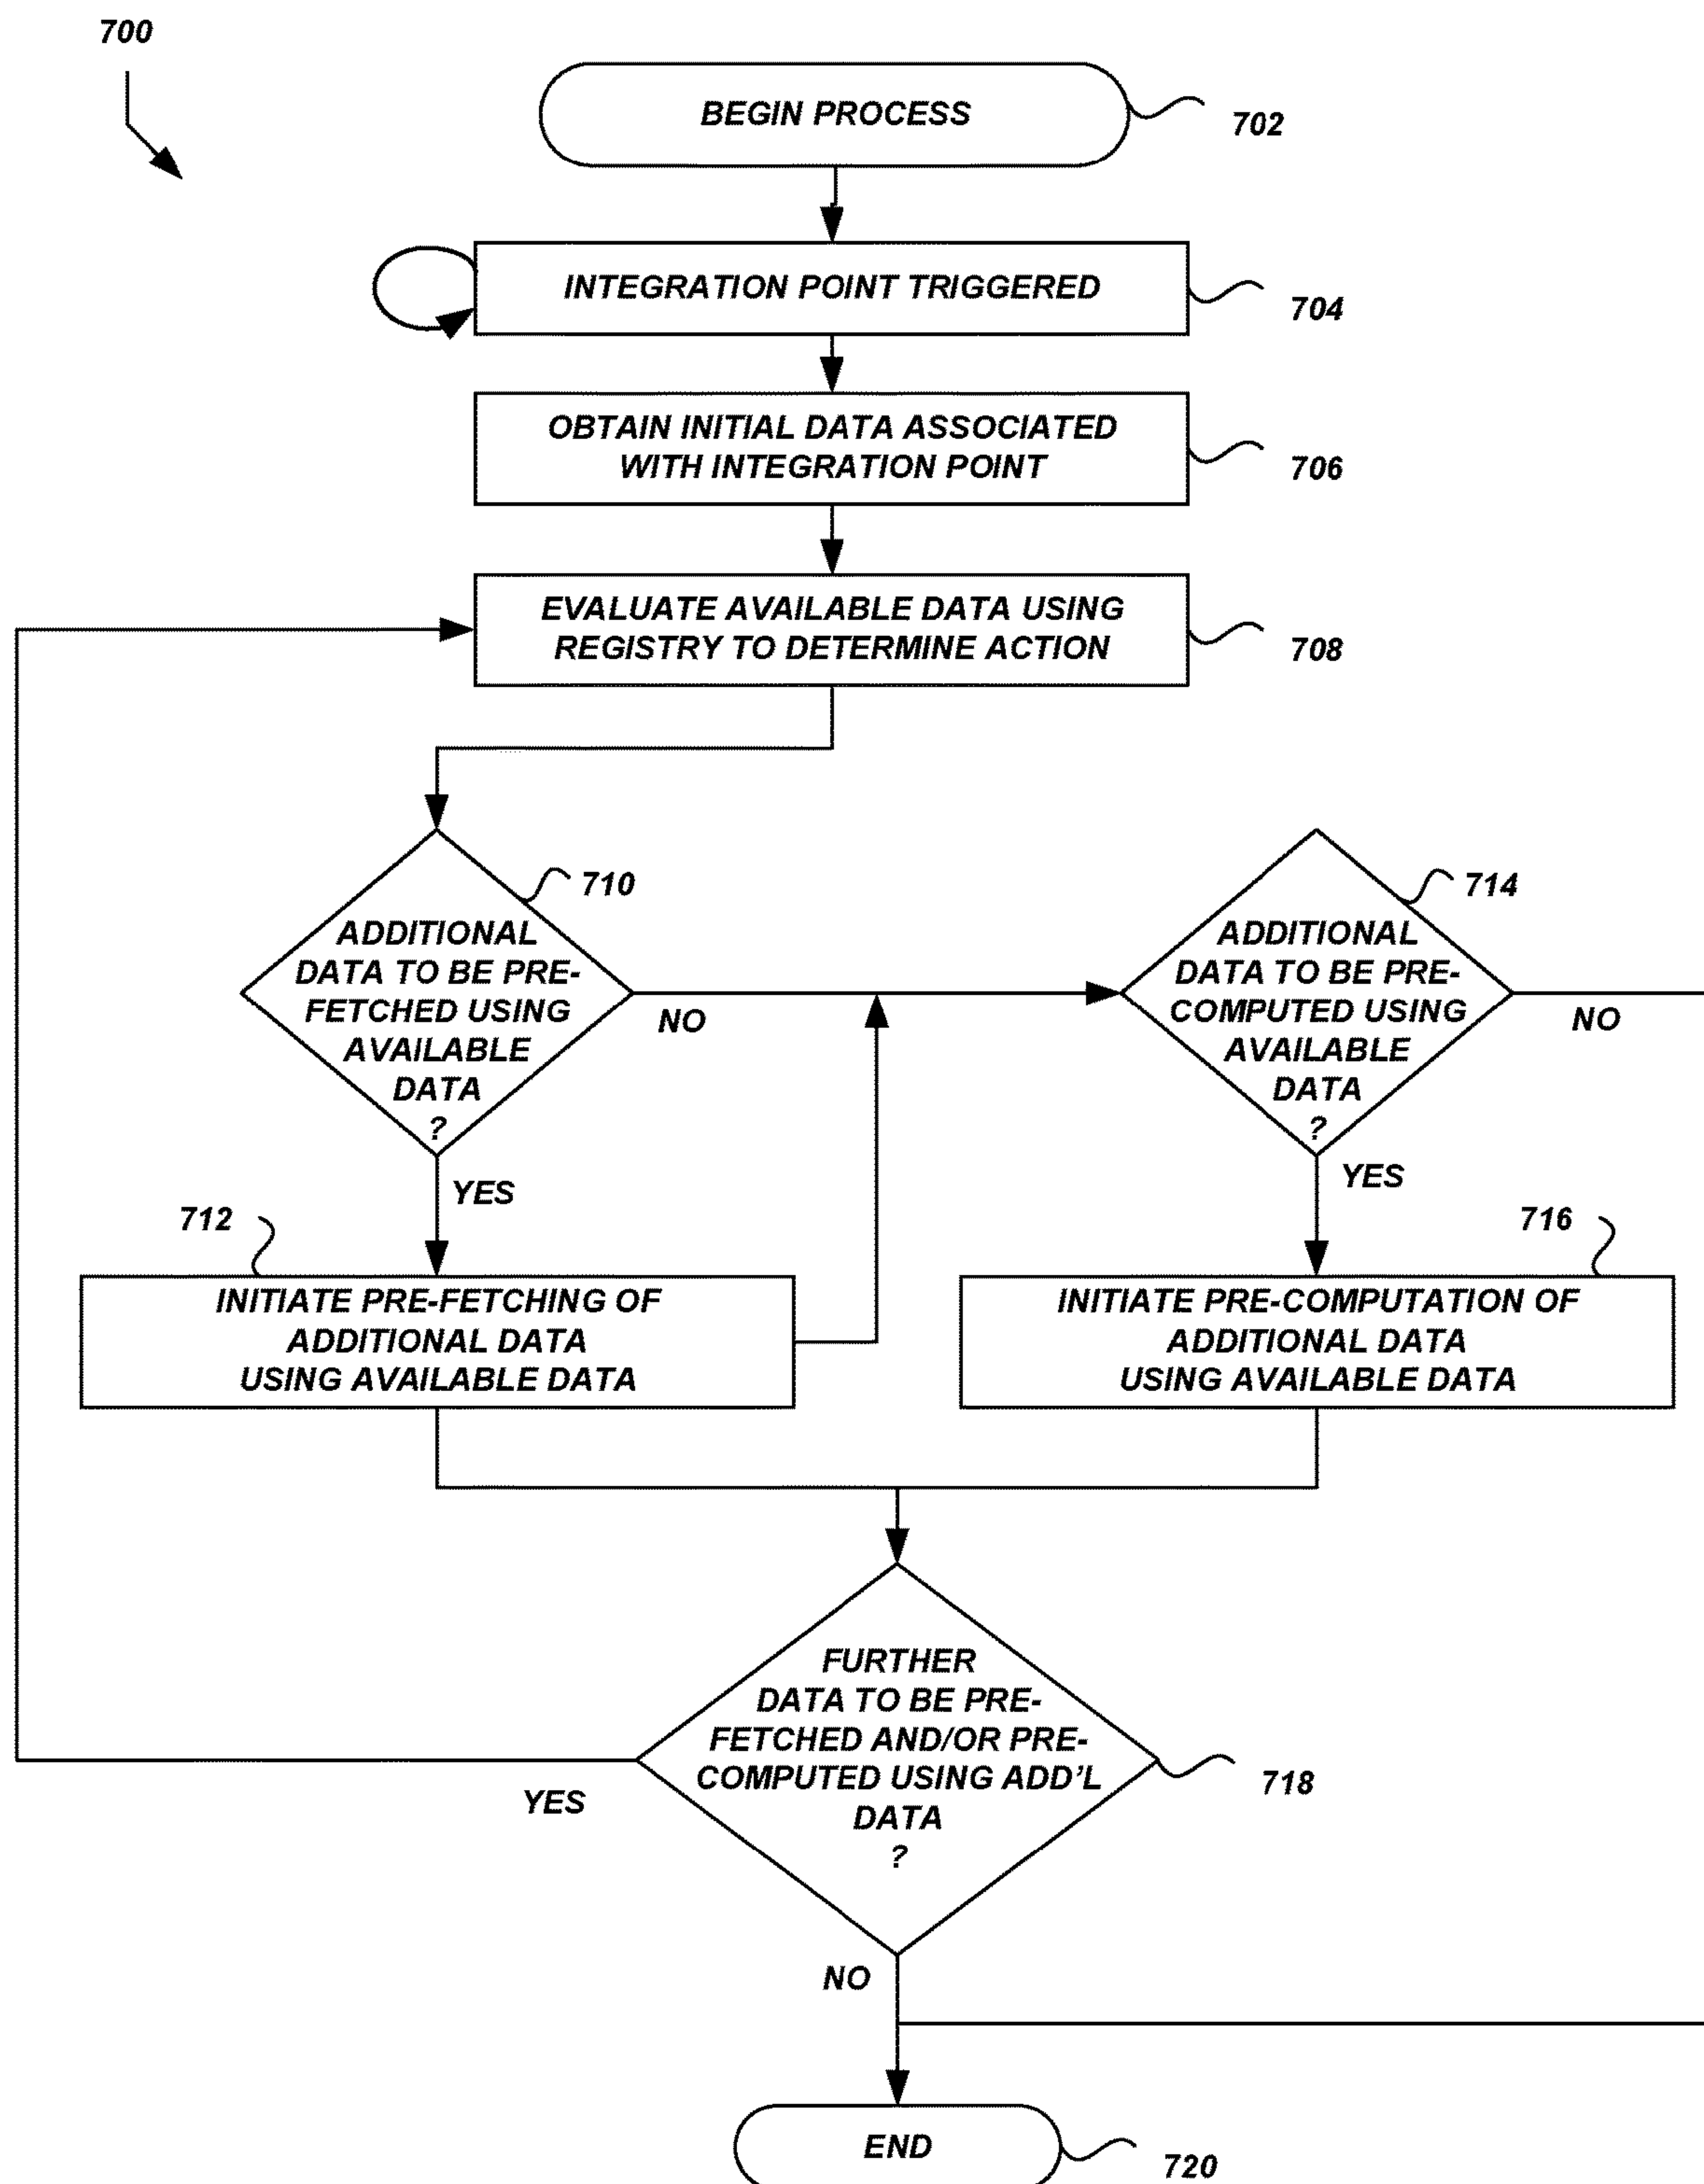 700
BEGIN PROCESS
702
INTEGRATION POINT TRIGGERED
704
OBTAIN INITIAL DATA ASSOCIATED
WITH INTEGRATION POINT
706
EVALUATE AVAILABLE DATA USING
REGISTRY TO DETERMINE ACTION
708
710
ADDITIONAL
DATA TO BE PRE-
FETCHED USING
AVAILABLE
DATA
?
NO
YES
714
ADDITIONAL
DATA TO BE PRE-
COMPUTED USING
AVAILABLE
DATA
?
NO
YES
712
INITIATE PRE-FETCHING OF
ADDITIONAL DATA
USING AVAILABLE DATA
716
INITIATE PRE-COMPUTATION OF
ADDITIONAL DATA
USING AVAILABLE DATA
FURTHER
DATA TO BE PRE-
FETCHED AND/OR PRE-
COMPUTED USING ADD'L
DATA
?
718
YES
NO
END
720